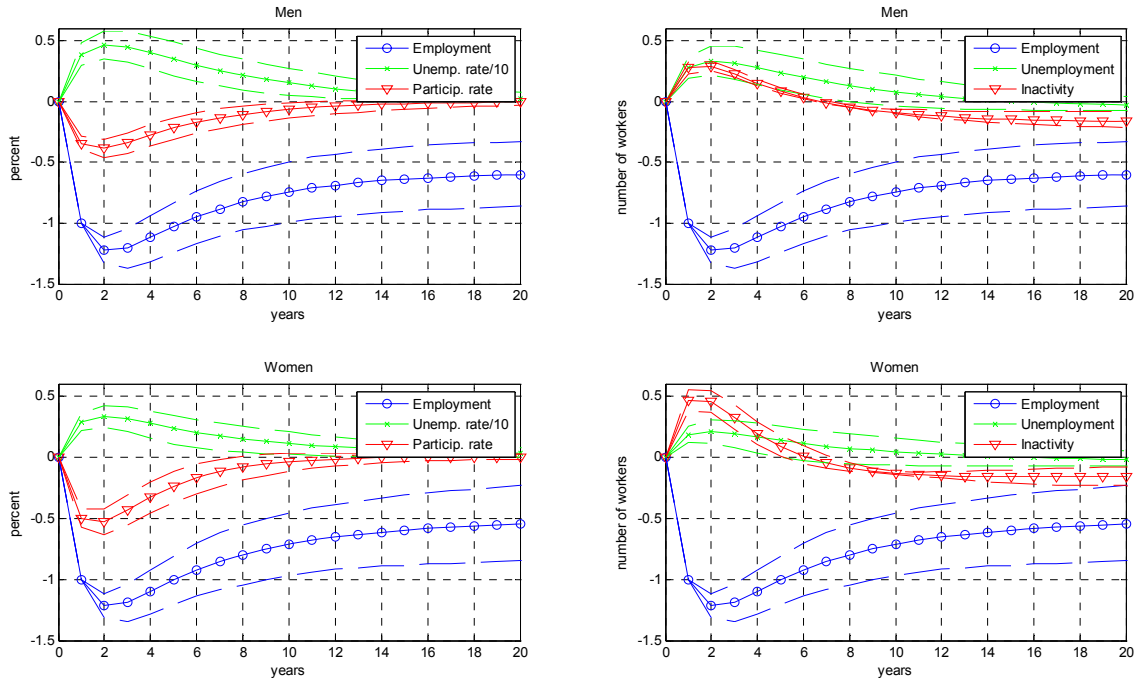 Men
0.5
0
-0.5
-1
-1.5
percent
0 2 4 6 8 10 12 14 16 18 20
years
Employment
Unemp. rate/10
Particip. rate
Men
0.5
0
-0.5
-1
-1.5
number of workers
0 2 4 6 8 10 12 14 16 18 20
years
Employment
Unemployment
Inactivity
Women
0.5
0
-0.5
-1
-1.5
percent
0 2 4 6 8 10 12 14 16 18 20
years
Employment
Unemp. rate/10
Particip. rate
Women
0.5
0
-0.5
-1
-1.5
number of workers
0 2 4 6 8 10 12 14 16 18 20
years
Employment
Unemployment
Inactivity